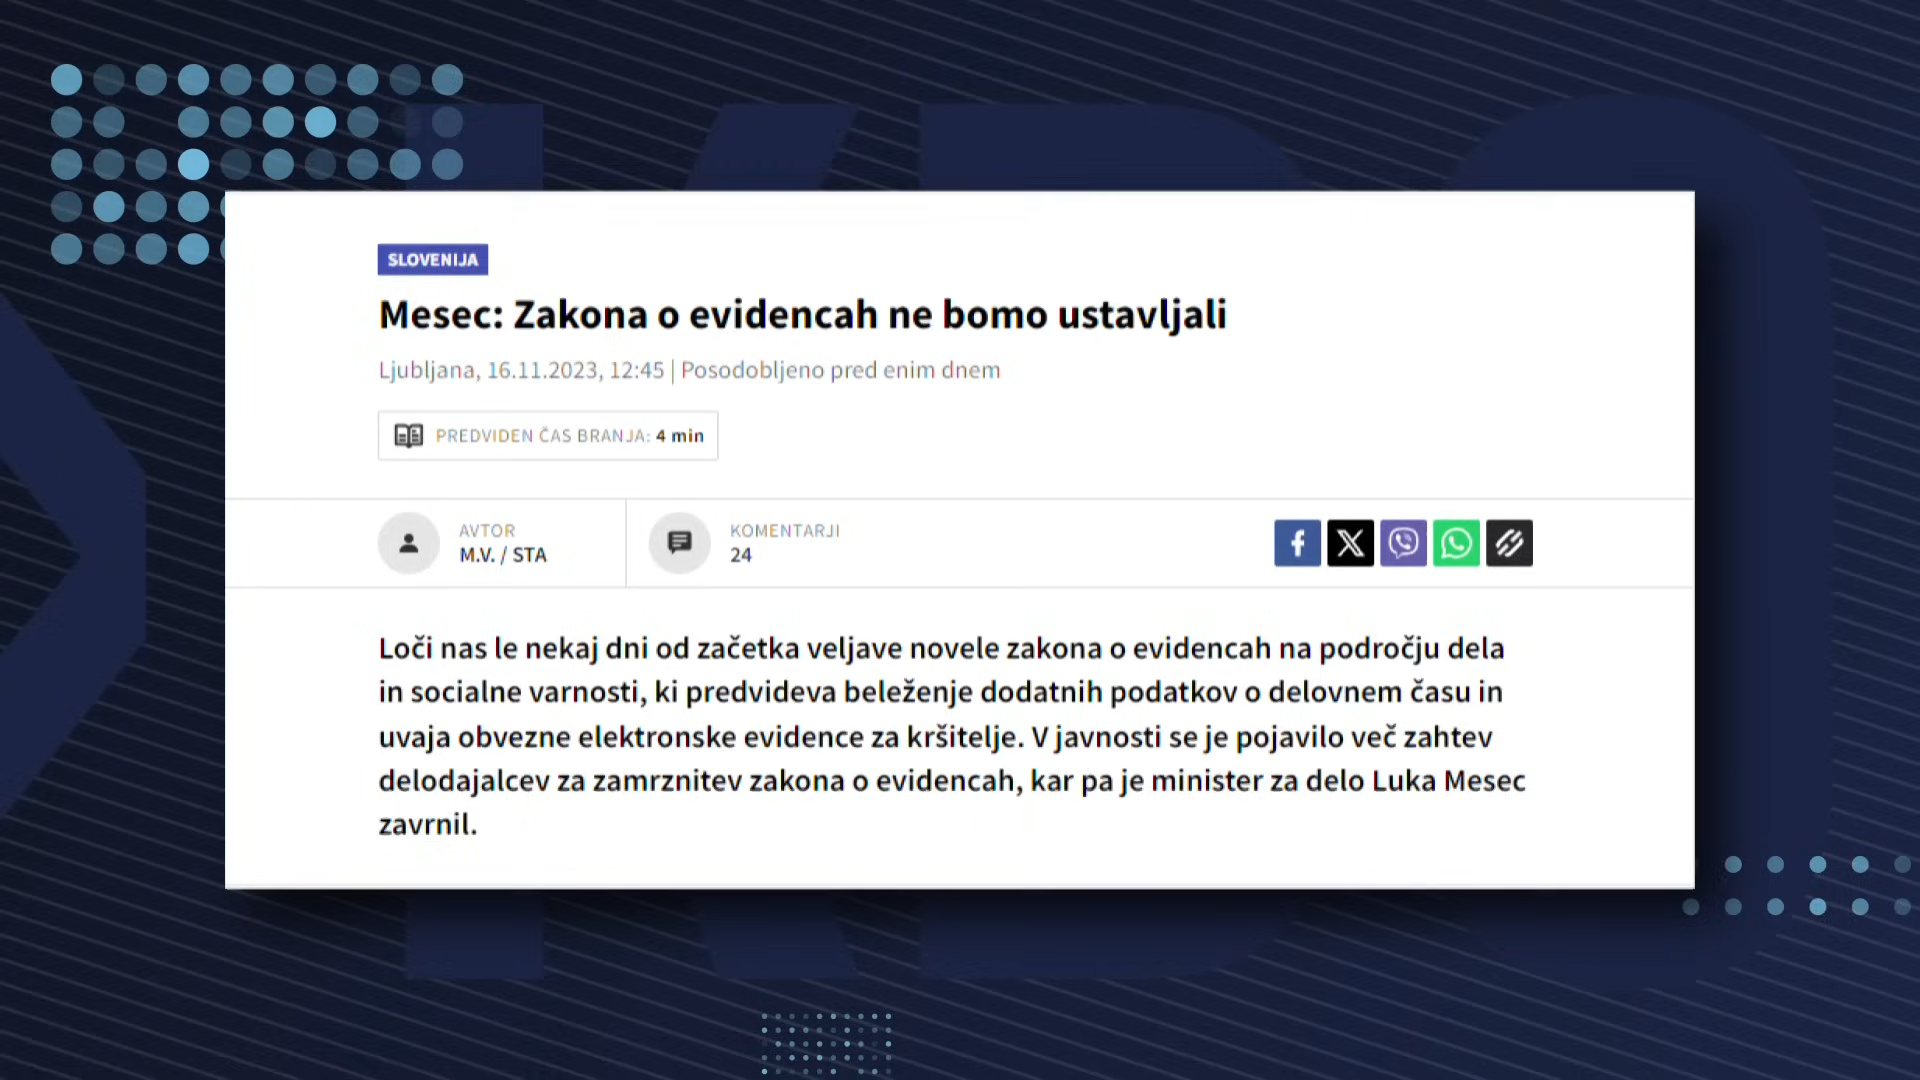 SLOVENIJA
Mesec: Zakona o evidencah ne bomo ustavljali
Ljubljana, 16.11.2023, 12:45 | Posodobljeno pred enim dnem
PREDVIDEN ČAS BRANJA: 4 min
AVTOR
M.V. / STA
KOMENTARJI
24
Loči nas le nekaj dni od začetka veljave novele zakona o evidencah na področju dela
in socialne varnosti, ki predvideva beleženje dodatnih podatkov o delovnem času in
uvaja obvezne elektronske evidence za kršitelje. V javnosti se je pojavilo več zahtev
delodajalcev za zamrznitev zakona o evidencah, kar pa je minister za delo Luka Mesec
zavrnil.